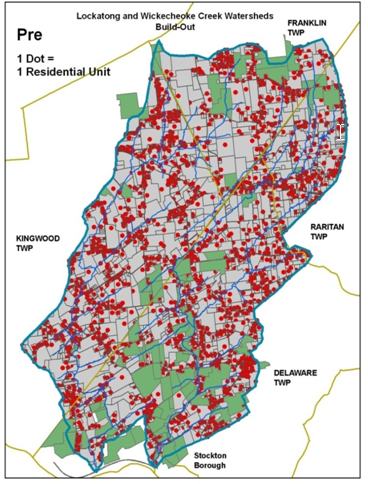 Lockatong and Wickecheoke Creek Watersheds
Build-Out
Pre
1 Dot =
1 Residential Unit
FRANKLIN
TWP
KINGWOOD
TWP
RARITAN
TWP
DELAWARE
TWP
Stockton
Borough